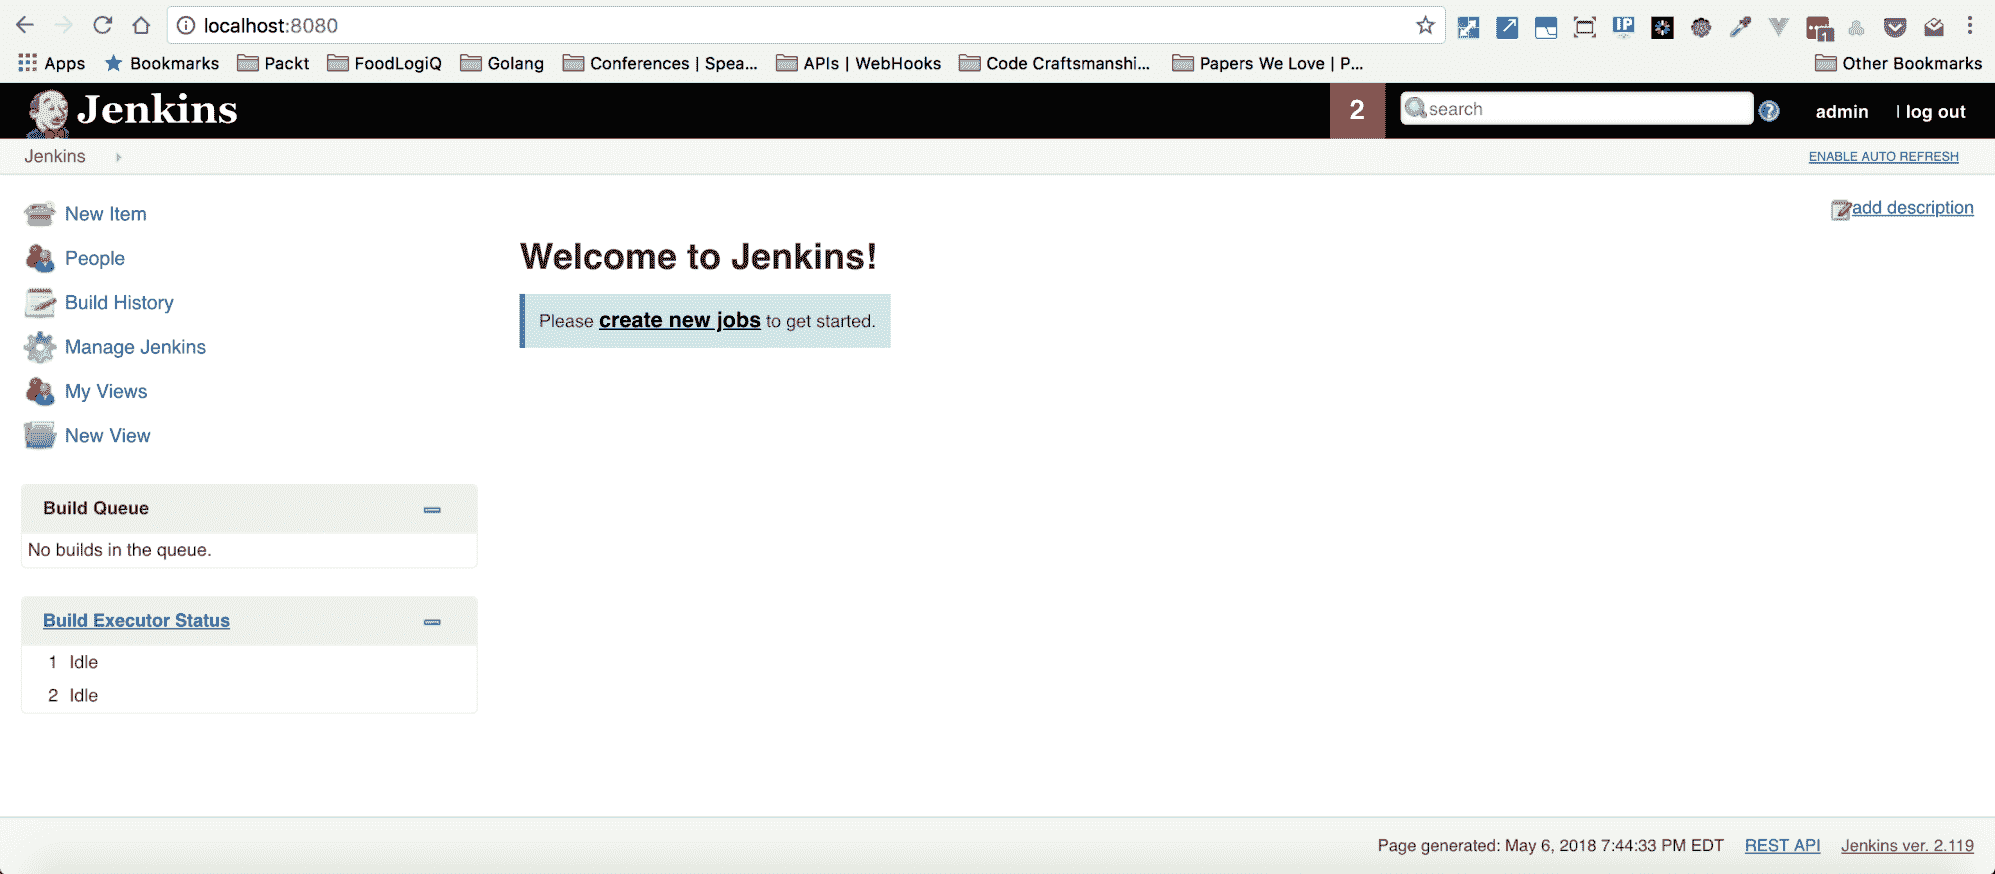 localhost:8080
IP
1
Apps Bookmarks Packt FoodLogiQ Golang Conferences | Spea... APIs | WebHooks Code Craftsmanshi... Papers We Love | P... Other Bookmarks
Jenkins 2 search ? admin | log out
Jenkins ENABLE AUTO REFRESH
New Item
add description
People
Build History
Manage Jenkins
My Views
New View
Welcome to Jenkins!
Please create new jobs to get started.
Build Queue
No builds in the queue.
Build Executor Status
1 Idle
2 Idle
Page generated: May 6, 2018 7:44:33 PM EDT REST API Jenkins ver. 2.119